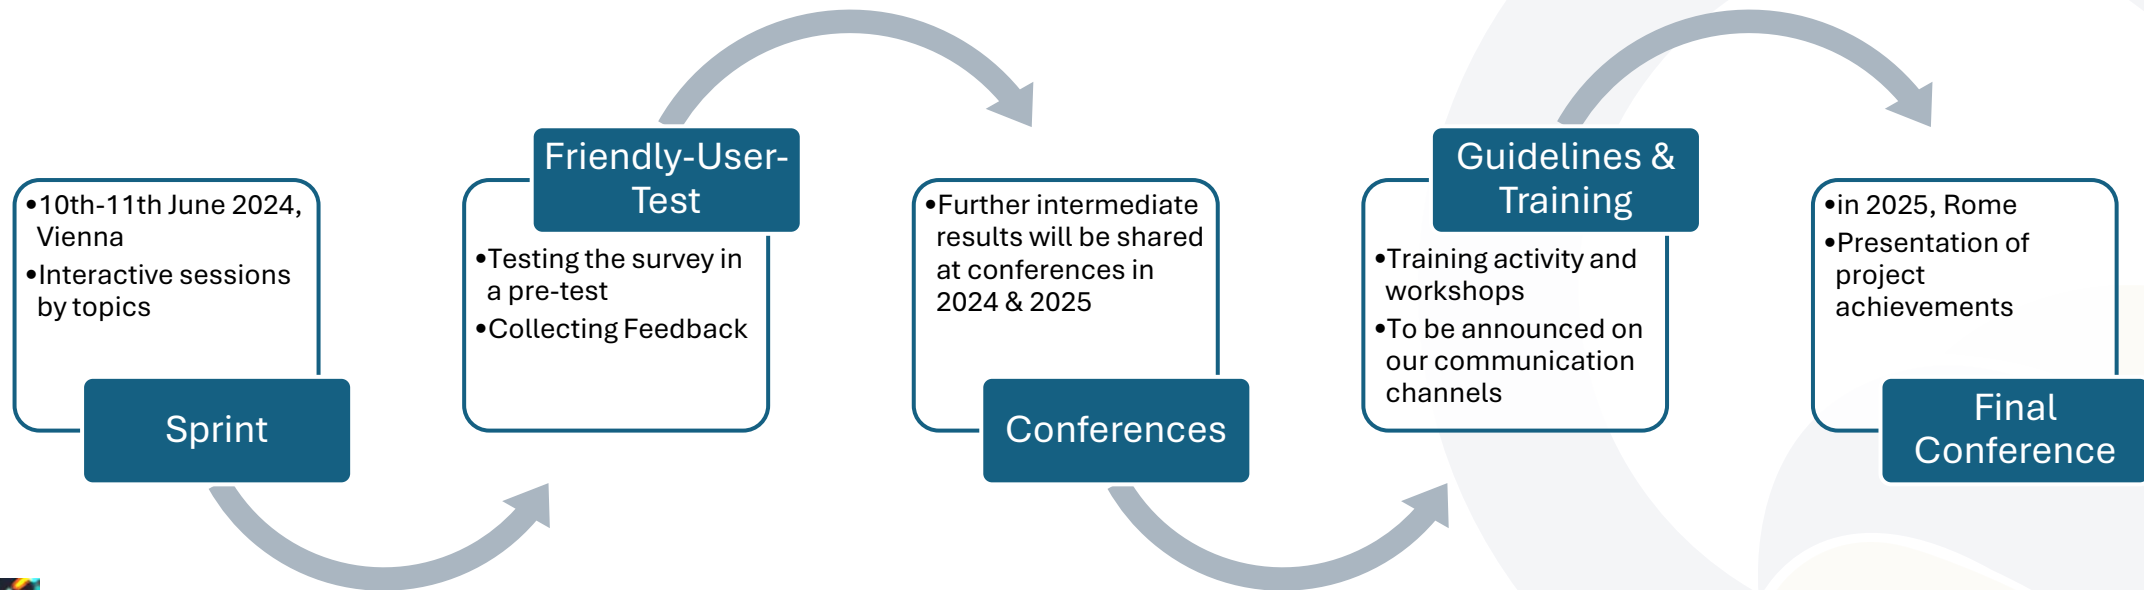 •10th-11th June 2024,
Vienna
•Interactive sessions
by topics
Sprint
Friendly-User-
Test
•Testing the survey in
a pre-test
•Collecting Feedback
•Further intermediate
results will be shared
at conferences in
2024 & 2025
Conferences
Guidelines &
Training
•Training activity and
workshops
•To be announced on
our communication
channels
•in 2025, Rome
•Presentation of
project
achievements
Final
Conference